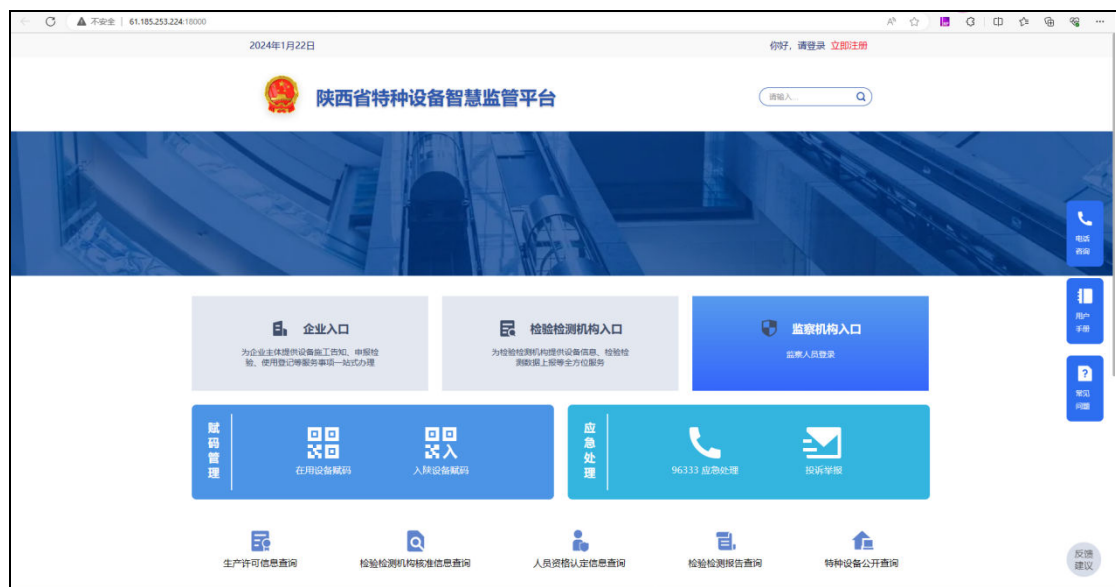 不安全 61.185.253.224:18000
2024年1月22日
你好，请登录 立即注册
陕西省特种设备智慧监管平台
请输入...
电话
咨询
用户
手册
常见
问题
企业入口
为企业主体提供设备施工告知、申报检
验、使用登记等服务事项一站式办理
检验检测机构入口
为检验检测机构提供设备信息、检验检
测数据上报等全方位服务
监察机构入口
监察人员登录
赋码管理
在用设备赋码
入陕设备赋码
应急处理
96333 应急处理
投诉举报
生产许可信息查询
检验检测机构核准信息查询
人员资格认定信息查询
检验检测报告查询
特种设备公开查询
反馈
建议